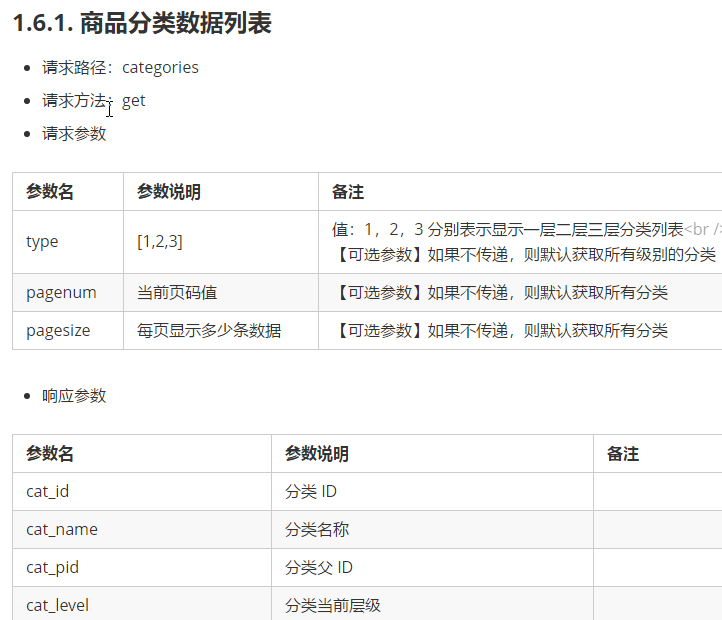 1.6.1. 商品分类数据列表
请求路径：categories
请求方法：get
请求参数
参数名 参数说明 备注
type [1,2,3] 值：1，2，3 分别表示显示一层二层三层分类列表<br />
【可选参数】如果不传递，则默认获取所有级别的分类
pagenum 当前页码值 【可选参数】如果不传递，则默认获取所有分类
pagesize 每页显示多少条数据 【可选参数】如果不传递，则默认获取所有分类
响应参数
参数名 参数说明 备注
cat_id 分类 ID
cat_name 分类名称
cat_pid 分类父 ID
cat_level 分类当前层级